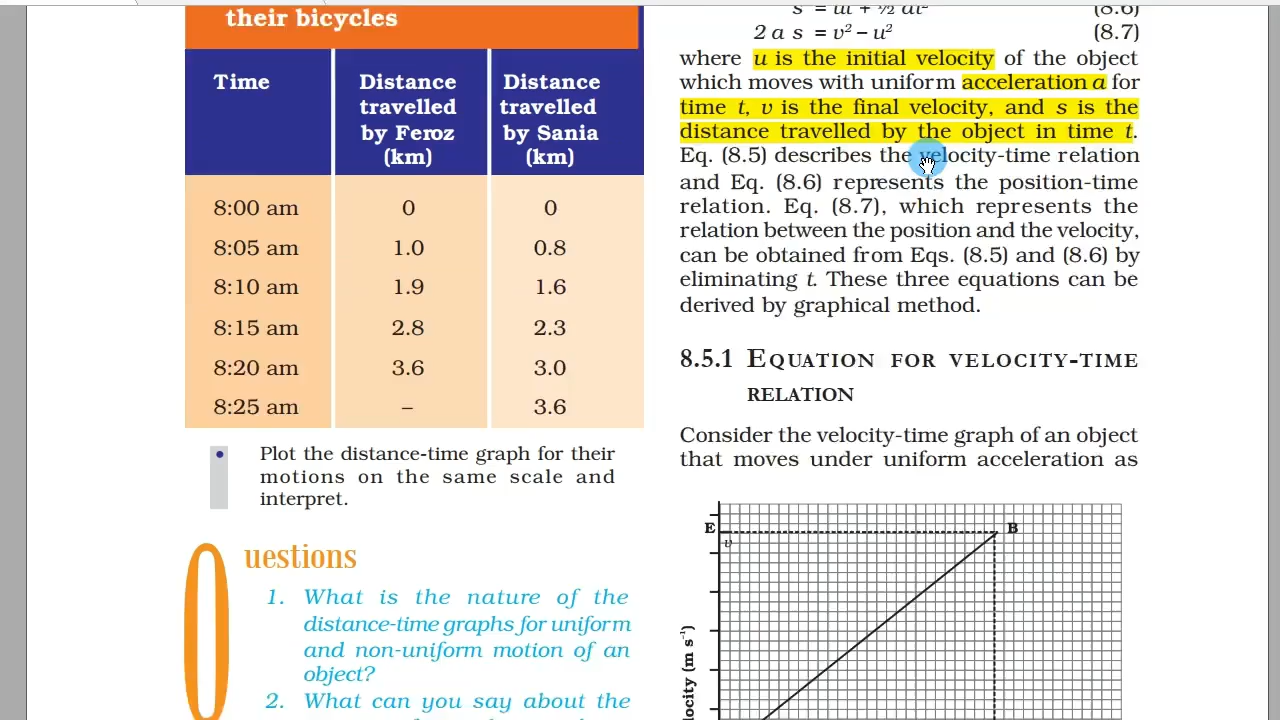 their bicycles
Time Distance Distance
travelled travelled
by Feroz by Sania
(km) (km)
8:00 am 0 0
8:05 am 1.0 0.8
8:10 am 1.9 1.6
8:15 am 2.8 2.3
8:20 am 3.6 3.0
8:25 am – 3.6
• Plot the distance-time graph for their
motions on the same scale and
interpret.
Questions
1. What is the nature of the
distance-time graphs for uniform
and non-uniform motion of an
object?
2. What can you say about the
s = ut + ½ at² (8.6)
2 a s = v² – u² (8.7)
where u is the initial velocity of the object
which moves with uniform acceleration a for
time t, v is the final velocity, and s is the
distance travelled by the object in time t.
Eq. (8.5) describes the velocity-time relation
and Eq. (8.6) represents the position-time
relation. Eq. (8.7), which represents the
relation between the position and the velocity,
can be obtained from Eqs. (8.5) and (8.6) by
eliminating t. These three equations can be
derived by graphical method.
8.5.1 EQUATION FOR VELOCITY-TIME
RELATION
Consider the velocity-time graph of an object
that moves under uniform acceleration as
E B
υ
locity (m s⁻¹)